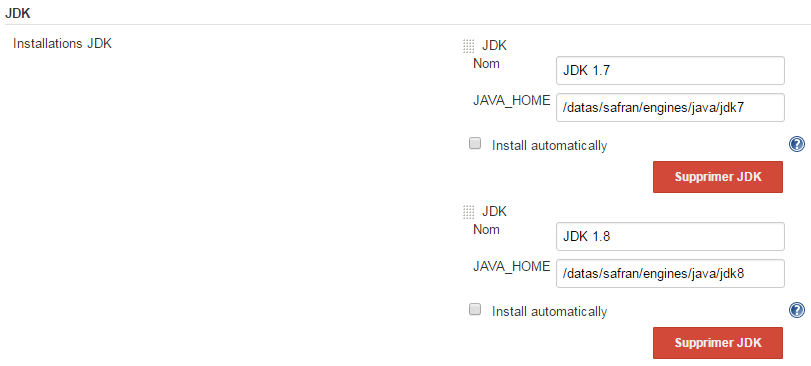 JDK
Installations JDK
JDK
Nom
JDK 1.7
JAVA_HOME
/datas/safran/engines/java/jdk7
Install automatically
?
Supprimer JDK
JDK
Nom
JDK 1.8
JAVA_HOME
/datas/safran/engines/java/jdk8
Install automatically
?
Supprimer JDK